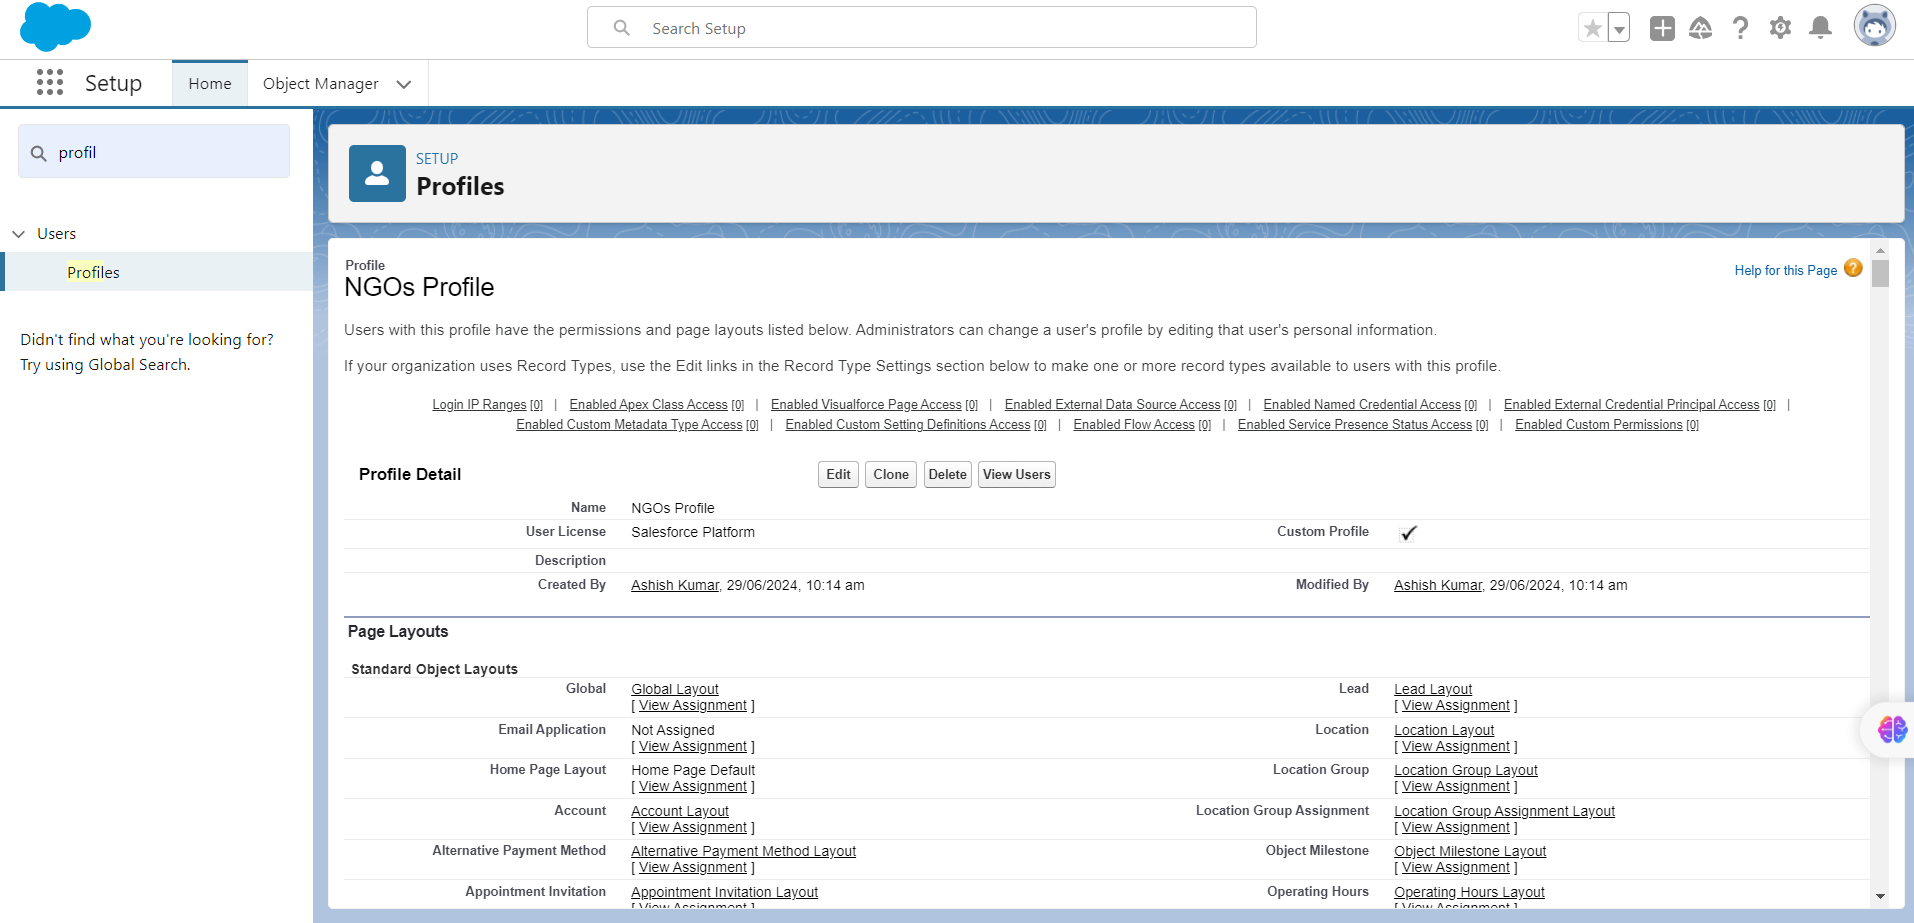 Search Setup
Setup
Home
Object Manager
profil
Users
Profiles
Didn't find what you're looking for?
Try using Global Search.
SETUP
Profiles
Profile
NGOs Profile
Help for this Page ?
Users with this profile have the permissions and page layouts listed below. Administrators can change a user's profile by editing that user's personal information.
If your organization uses Record Types, use the Edit links in the Record Type Settings section below to make one or more record types available to users with this profile.
Login IP Ranges [0] | Enabled Apex Class Access [0] | Enabled Visualforce Page Access [0] | Enabled External Data Source Access [0] | Enabled Named Credential Access [0] | Enabled External Credential Principal Access [0] |
Enabled Custom Metadata Type Access [0] | Enabled Custom Setting Definitions Access [0] | Enabled Flow Access [0] | Enabled Service Presence Status Access [0] | Enabled Custom Permissions [0]
Profile Detail Edit Clone Delete View Users
Name NGOs Profile
User License Salesforce Platform Custom Profile
Description
Created By Ashish Kumar, 29/06/2024, 10:14 am Modified By Ashish Kumar, 29/06/2024, 10:14 am
Page Layouts
Standard Object Layouts
Global Global Layout Lead Lead Layout
[ View Assignment ] [ View Assignment ]
Email Application Not Assigned Location Location Layout
[ View Assignment ] [ View Assignment ]
Home Page Layout Home Page Default Location Group Location Group Layout
[ View Assignment ] [ View Assignment ]
Account Account Layout Location Group Assignment Location Group Assignment Layout
[ View Assignment ] [ View Assignment ]
Alternative Payment Method Alternative Payment Method Layout Object Milestone Object Milestone Layout
[ View Assignment ] [ View Assignment ]
Appointment Invitation Appointment Invitation Layout Operating Hours Operating Hours Layout
[ View Assignment ] [ View Assignment ]